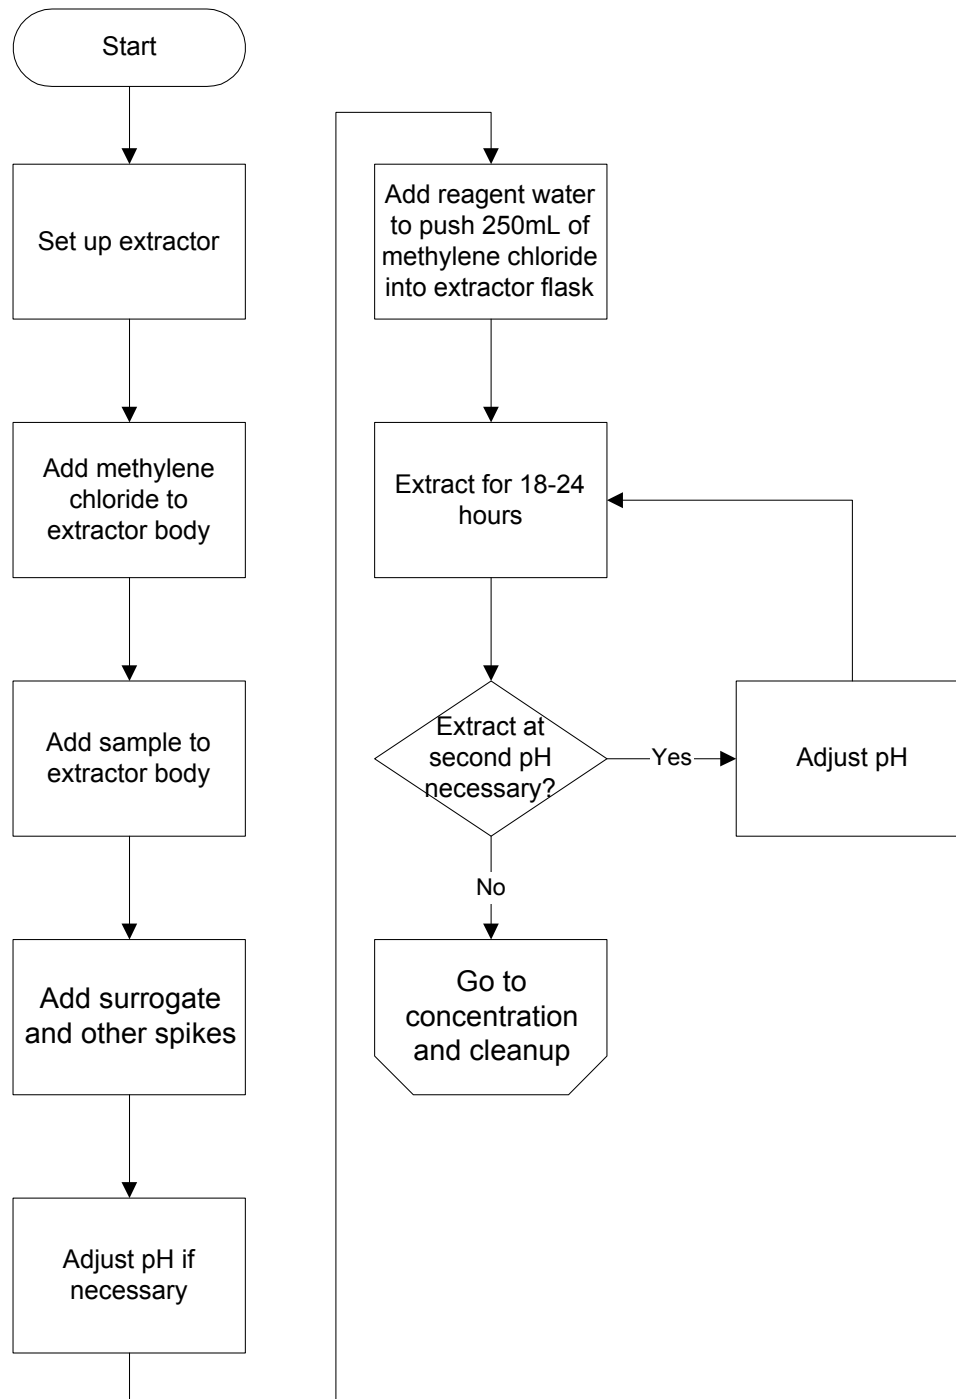 Start
Set up extractor
Add methylene
chloride to
extractor body
Add sample to
extractor body
Add surrogate
and other spikes
Adjust pH if
necessary
Add reagent water
to push 250mL of
methylene chloride
into extractor flask
Extract for 18-24
hours
Extract at
second pH
necessary?
Yes
Adjust pH
No
Go to
concentration
and cleanup